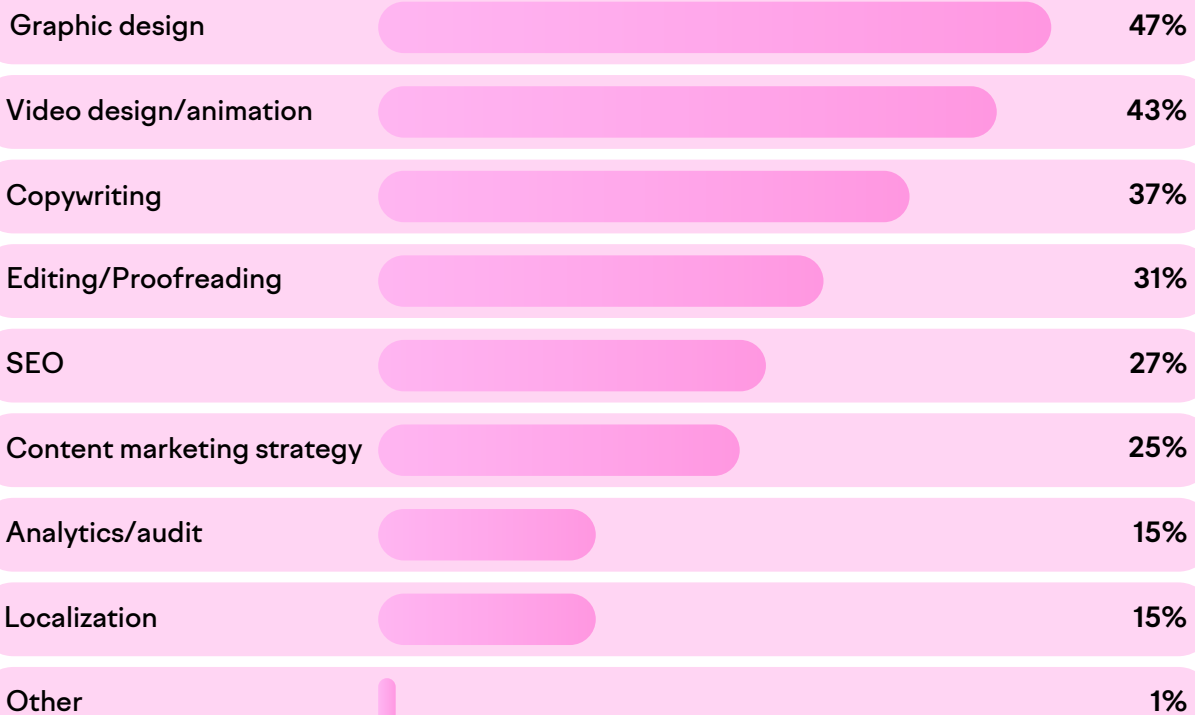 Graphic design 47%
Video design/animation 43%
Copywriting 37%
Editing/Proofreading 31%
SEO 27%
Content marketing strategy 25%
Analytics/audit 15%
Localization 15%
Other 1%